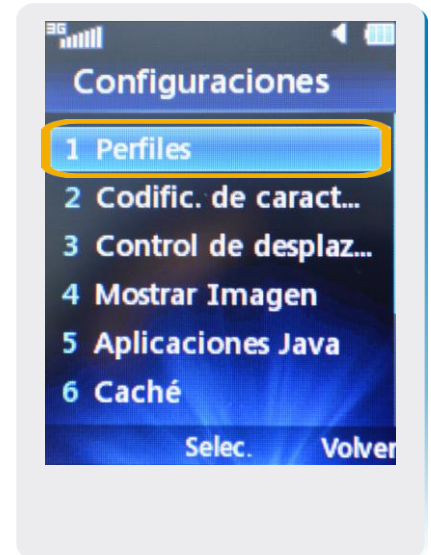 3G
Configuraciones
1 Perfiles
2 Codific. de caract...
3 Control de desplaz...
4 Mostrar Imagen
5 Aplicaciones Java
6 Caché
Selec. Volver